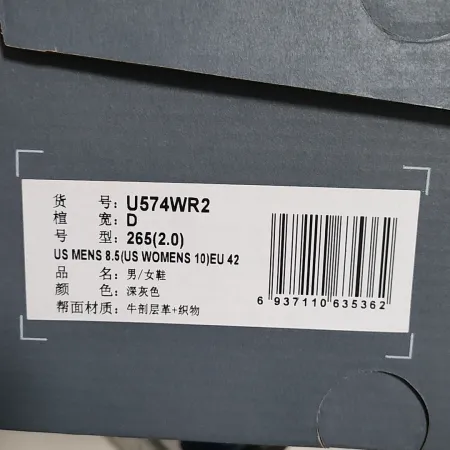 货 号: U574WR2
楦 宽: D
号 型: 265(2.0)
US MENS 8.5(US WOMENS 10)EU 42
品 名: 男/女鞋
颜 色: 深灰色
帮面材质: 牛剖层革+织物
6 937110 635362